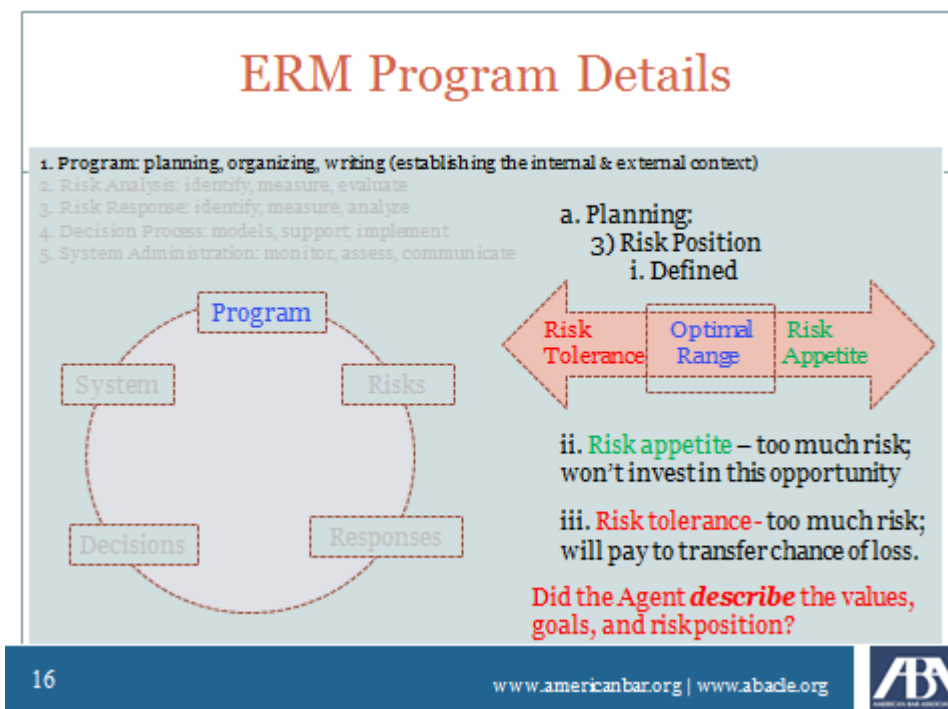 ERM Program Details
1. Program: planning, organizing, writing (establishing the internal & external context)
2. Risk Analysis: identify, measure, evaluate
3. Risk Response: identify, measure, analyze
4. Decision Process: models, support, implement
5. System Administration: monitor, assess, communicate
a. Planning:
3) Risk Position
i. Defined
Program
System
Risks
Decisions
Responses
Risk
Tolerance
Optimal
Range
Risk
Appetite
ii. Risk appetite – too much risk;
won't invest in this opportunity
iii. Risk tolerance- too much risk;
will pay to transfer chance of loss.
Did the Agent describe the values,
goals, and risk position?
16
www.americanbar.org | www.abacle.org
ABA